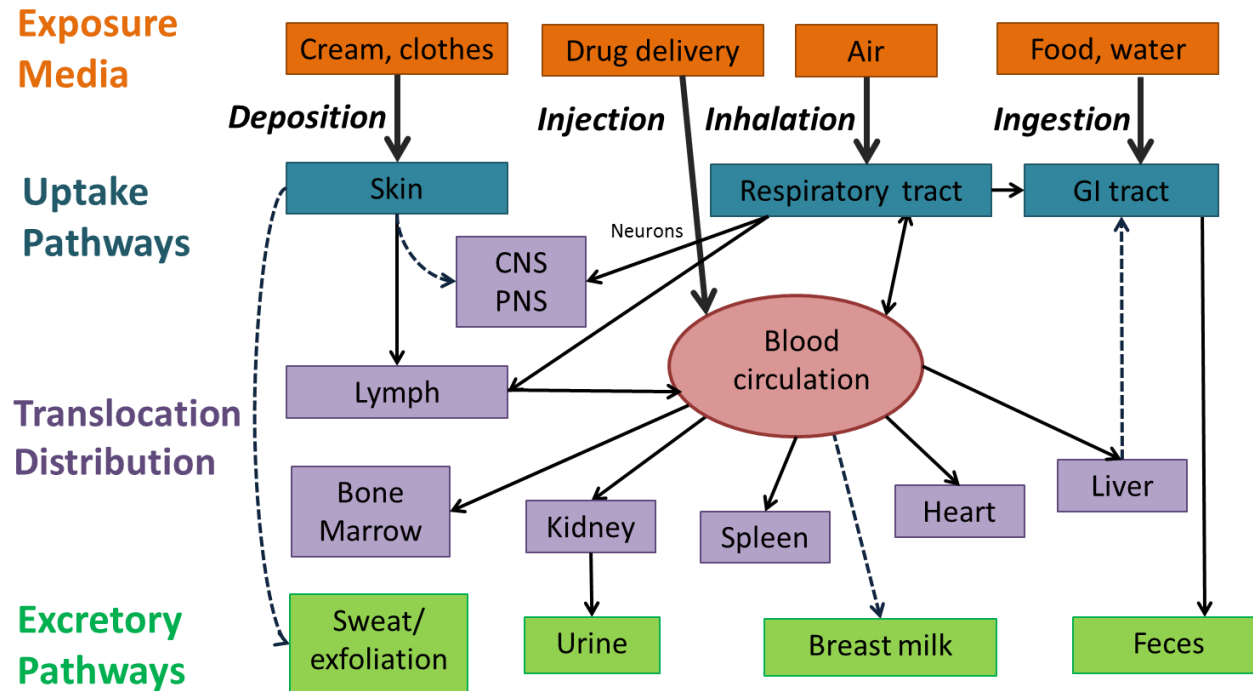 Exposure
Media
Cream, clothes
Drug delivery
Air
Food, water
Deposition
Injection
Inhalation
Ingestion
Uptake
Pathways
Skin
Respiratory tract
GI tract
Neurons
CNS
PNS
Blood
circulation
Translocation
Distribution
Lymph
Bone
Marrow
Kidney
Spleen
Heart
Liver
Excretory
Pathways
Sweat/
exfoliation
Urine
Breast milk
Feces